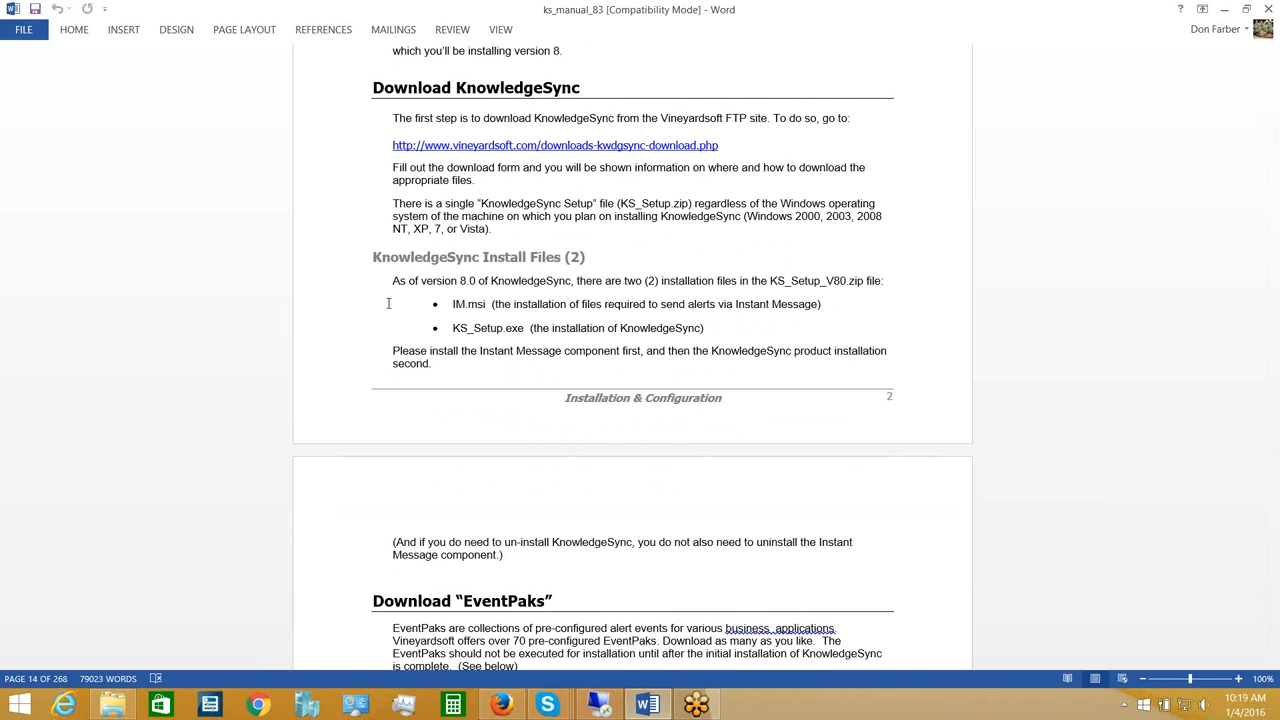 ks_manual_83 [Compatibility Mode] - Word
FILE HOME INSERT DESIGN PAGE LAYOUT REFERENCES MAILINGS REVIEW VIEW Don Farber
which you'll be installing version 8.
Download KnowledgeSync
The first step is to download KnowledgeSync from the Vineyardsoft FTP site. To do so, go to:
http://www.vineyardsoft.com/downloads-kwdgsync-download.php
Fill out the download form and you will be shown information on where and how to download the
appropriate files.
There is a single “KnowledgeSync Setup” file (KS_Setup.zip) regardless of the Windows operating
system of the machine on which you plan on installing KnowledgeSync (Windows 2000, 2003, 2008
NT, XP, 7, or Vista).
KnowledgeSync Install Files (2)
As of version 8.0 of KnowledgeSync, there are two (2) installation files in the KS_Setup_V80.zip file:
• IM.msi (the installation of files required to send alerts via Instant Message)
• KS_Setup.exe (the installation of KnowledgeSync)
Please install the Instant Message component first, and then the KnowledgeSync product installation
second.
Installation & Configuration 2
(And if you do need to un-install KnowledgeSync, you do not also need to uninstall the Instant
Message component.)
Download “EventPaks”
EventPaks are collections of pre-configured alert events for various business applications.
Vineyardsoft offers over 70 pre-configured EventPaks. Download as many as you like. The
EventPaks should not be executed for installation until after the initial installation of KnowledgeSync
is complete. (See below)
PAGE 14 OF 268 79023 WORDS 100%
10:19 AM
1/4/2016